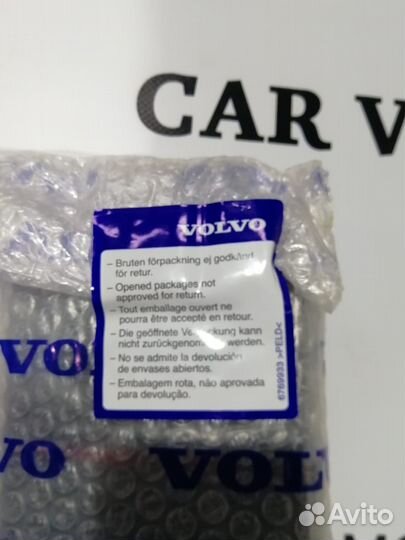 CAR V
VOLVO
– Bruten förpackning ej godkänd
för retur.
– Opened packages not
approved for return.
– Tout emballage ouvert ne
pourra être accepté en retour.
– Die geöffnete Verpackung kann
nicht zurückgenommen werden.
– No se admite la devolución
de envases abiertos.
– Embalagem rota, não aprovada
para devolução.
6769933 >PELD<
VO
VO
VOLVO
Avito